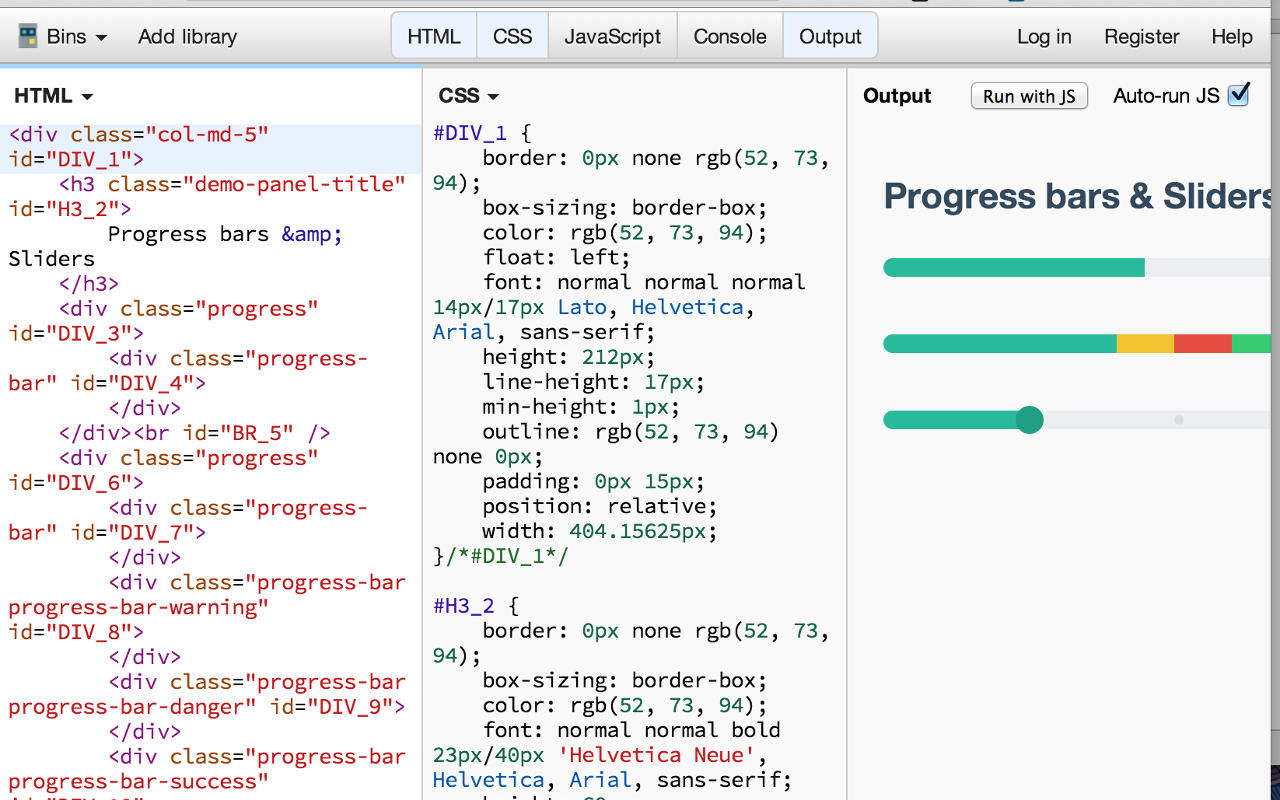 Bins Add library HTML CSS JavaScript Console Output Log in Register Help
HTML
<div class="col-md-5"
id="DIV_1">
    <h3 class="demo-panel-title"
id="H3_2">
        Progress bars &amp;
Sliders
    </h3>
    <div class="progress"
id="DIV_3">
        <div class="progress-
bar" id="DIV_4">
        </div>
    </div><br id="BR_5" />
    <div class="progress"
id="DIV_6">
        <div class="progress-
bar" id="DIV_7">
        </div>
        <div class="progress-bar
progress-bar-warning"
id="DIV_8">
        </div>
        <div class="progress-bar
progress-bar-danger" id="DIV_9">
        </div>
        <div class="progress-bar
progress-bar-success"
CSS
#DIV_1 {
    border: 0px none rgb(52, 73,
94);
    box-sizing: border-box;
    color: rgb(52, 73, 94);
    float: left;
    font: normal normal normal
14px/17px Lato, Helvetica,
Arial, sans-serif;
    height: 212px;
    line-height: 17px;
    min-height: 1px;
    outline: rgb(52, 73, 94)
none 0px;
    padding: 0px 15px;
    position: relative;
    width: 404.15625px;
}/*#DIV_1*/
#H3_2 {
    border: 0px none rgb(52, 73,
94);
    box-sizing: border-box;
    color: rgb(52, 73, 94);
    font: normal normal bold
23px/40px 'Helvetica Neue',
Helvetica, Arial, sans-serif;
Output Run with JS Auto-run JS
Progress bars & Sliders